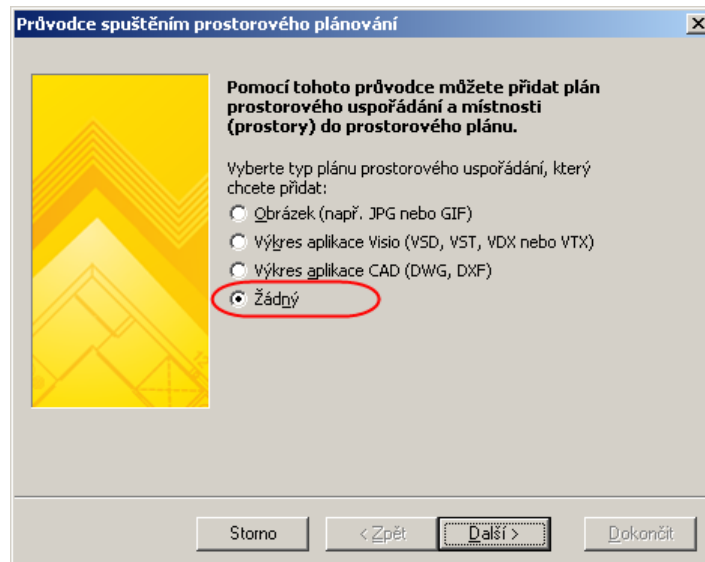 Průvodce spuštěním prostorového plánování
Pomocí tohoto průvodce můžete přidat plán
prostorového uspořádání a místnosti
(prostory) do prostorového plánu.
Vyberte typ plánu prostorového uspořádání, který
chcete přidat:
Obrázek (např. JPG nebo GIF)
Výkres aplikace Visio (VSD, VST, VDX nebo VTX)
Výkres aplikace CAD (DWG, DXF)
Žádný
Storno < Zpět Další > Dokončit